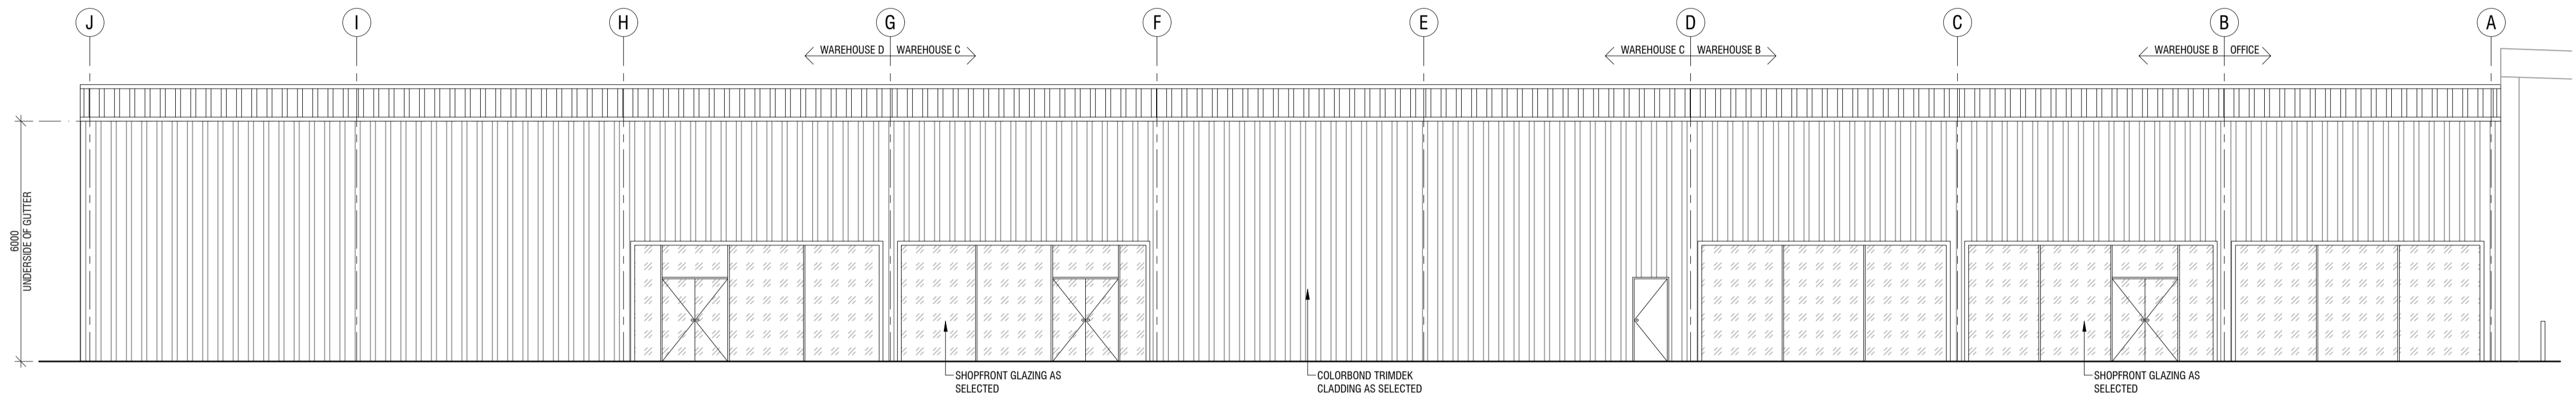 J
I
H
G
F
E
D
C
B
A
WAREHOUSE D
WAREHOUSE C
WAREHOUSE C
WAREHOUSE B
WAREHOUSE B
OFFICE
6000
UNDERSIDE OF GUTTER
SHOPFRONT GLAZING AS
SELECTED
COLORBOND TRIMDEK
CLADDING AS SELECTED
SHOPFRONT GLAZING AS
SELECTED